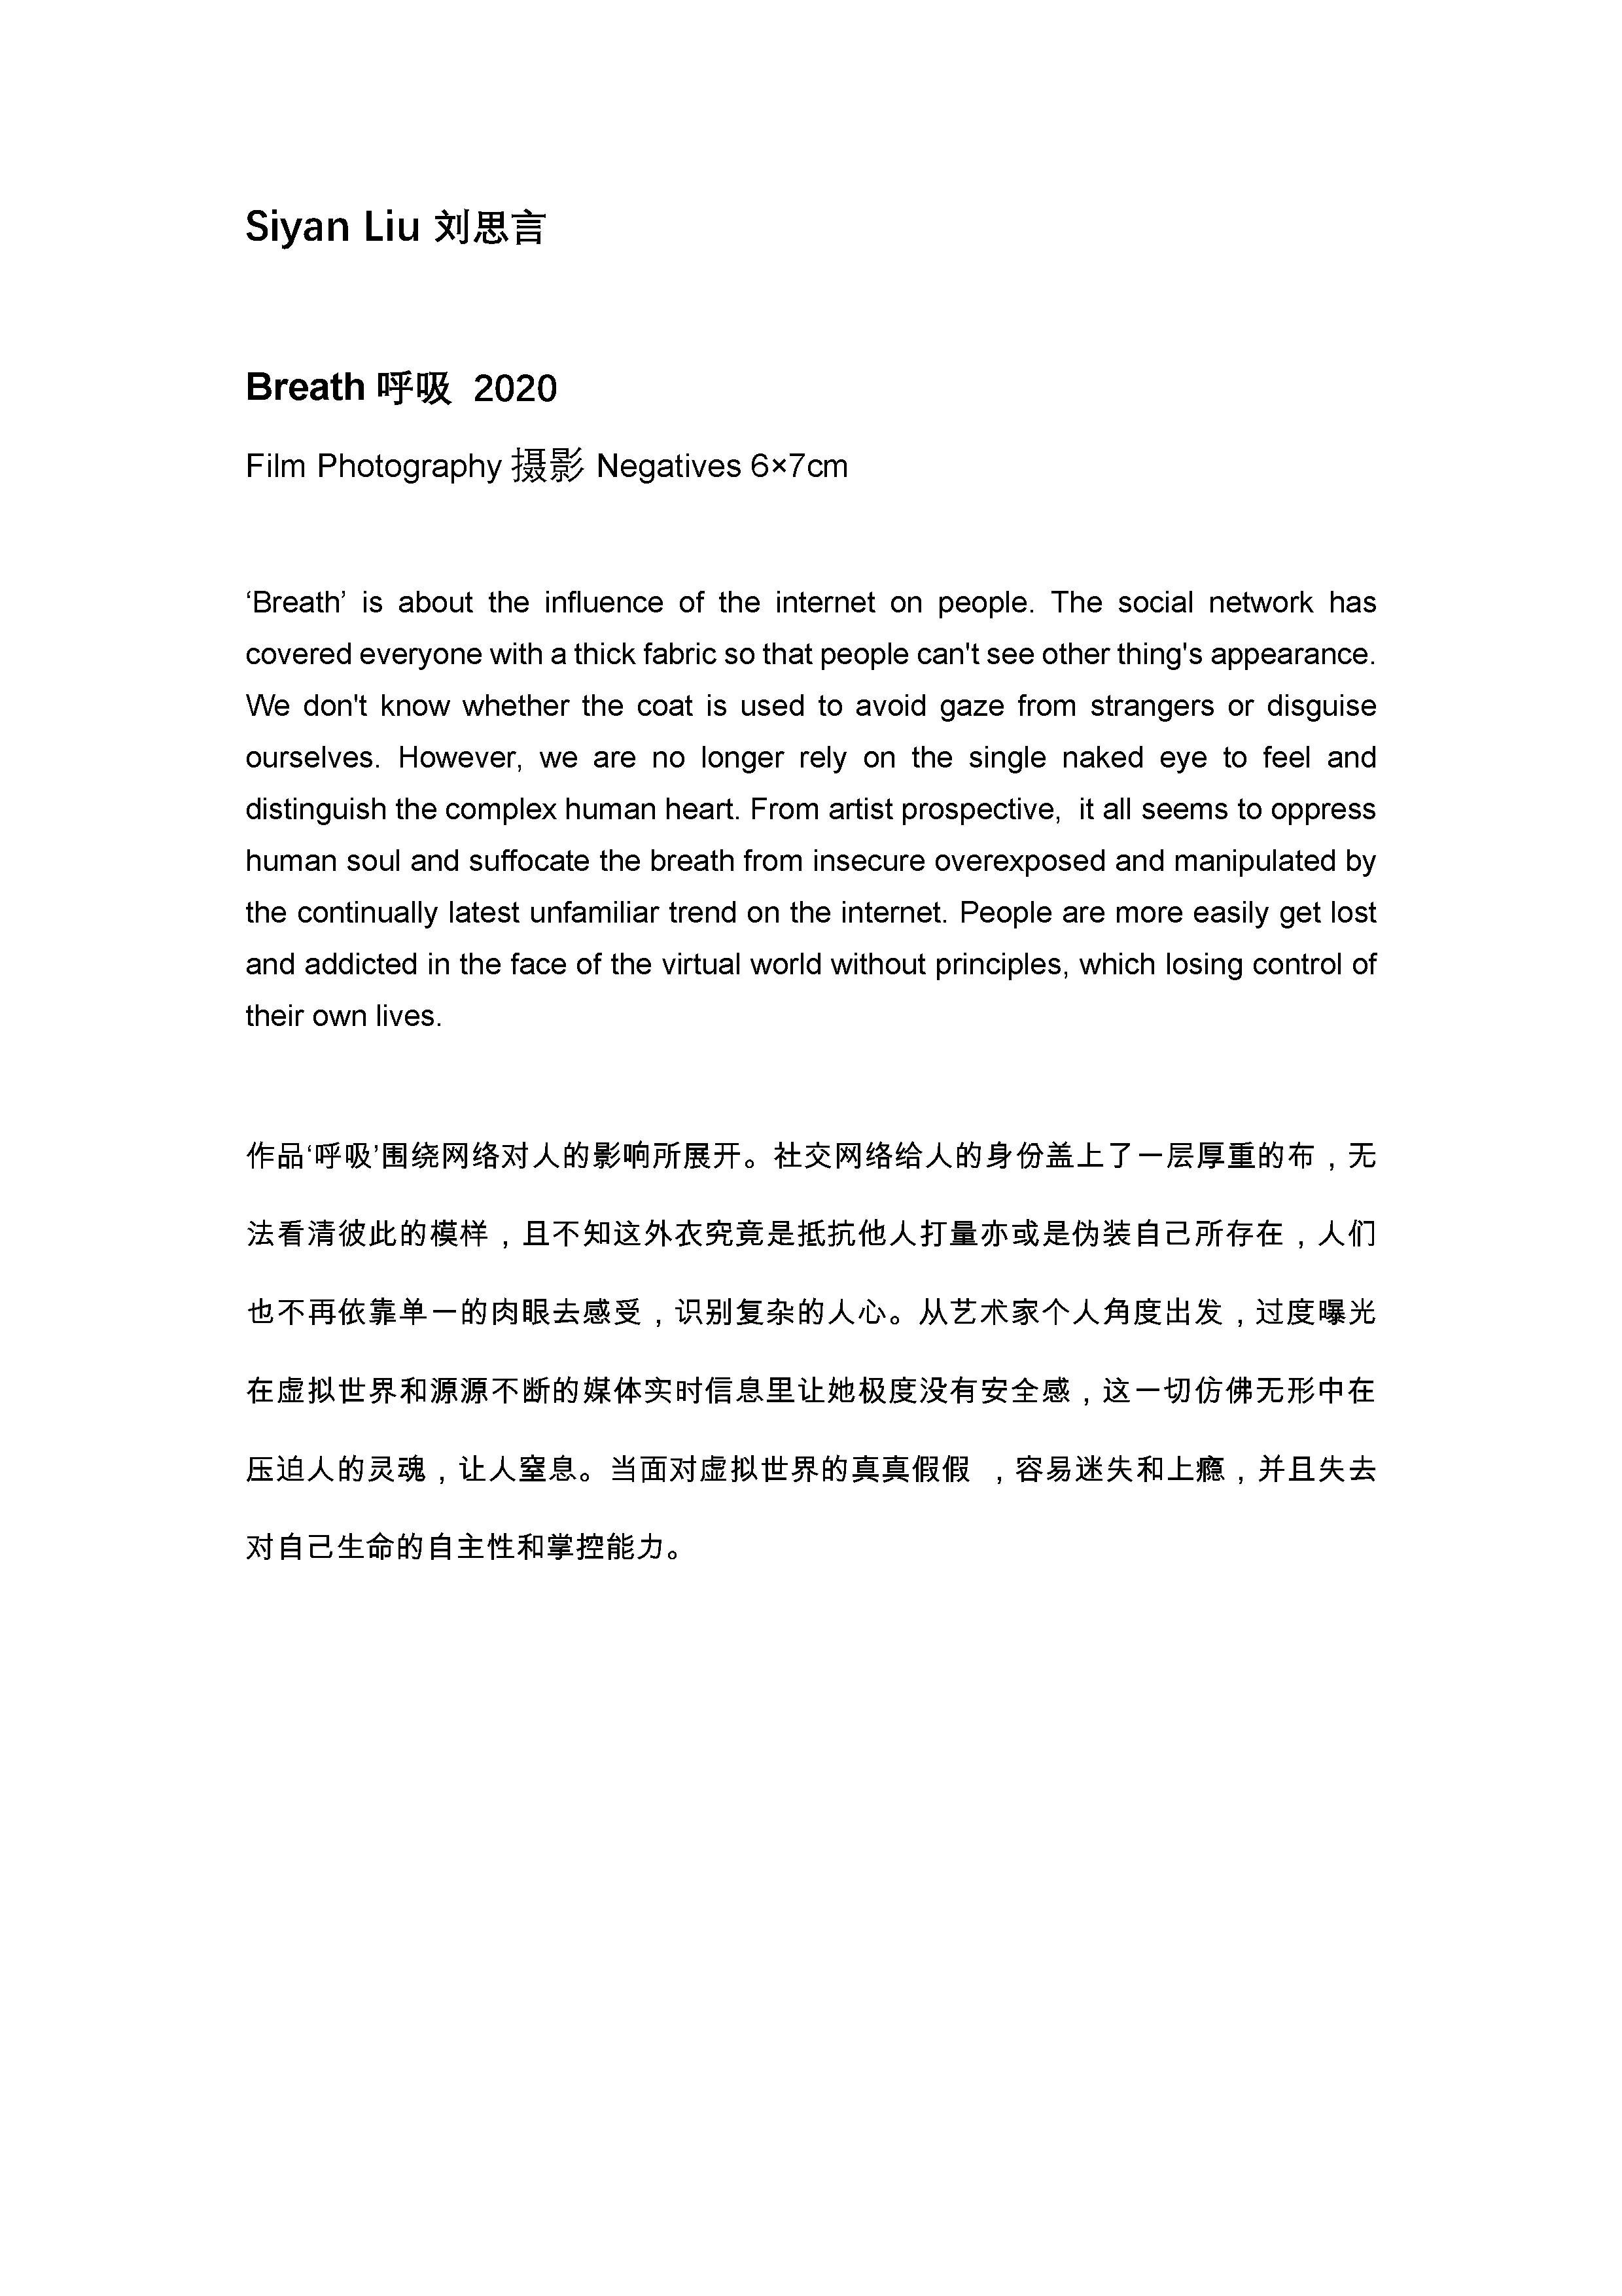 Siyan Liu 刘思言
Breath 呼吸 2020
Film Photography 摄影 Negatives 6×7cm
‘Breath’ is about the influence of the internet on people. The social network has
covered everyone with a thick fabric so that people can't see other thing's appearance.
We don't know whether the coat is used to avoid gaze from strangers or disguise
ourselves. However, we are no longer rely on the single naked eye to feel and
distinguish the complex human heart. From artist prospective, it all seems to oppress
human soul and suffocate the breath from insecure overexposed and manipulated by
the continually latest unfamiliar trend on the internet. People are more easily get lost
and addicted in the face of the virtual world without principles, which losing control of
their own lives.
作品‘呼吸’围绕网络对人的影响所展开。社交网络给人的身份盖上了一层厚重的布，无
法看清彼此的模样，且不知这外衣究竟是抵抗他人打量亦或是伪装自己所存在，人们
也不再依靠单一的肉眼去感受，识别复杂的人心。从艺术家个人角度出发，过度曝光
在虚拟世界和源源不断的媒体实时信息里让她极度没有安全感，这一切仿佛无形中在
压迫人的灵魂，让人窒息。当面对虚拟世界的真真假假 ，容易迷失和上瘾，并且失去
对自己生命的自主性和掌控能力。